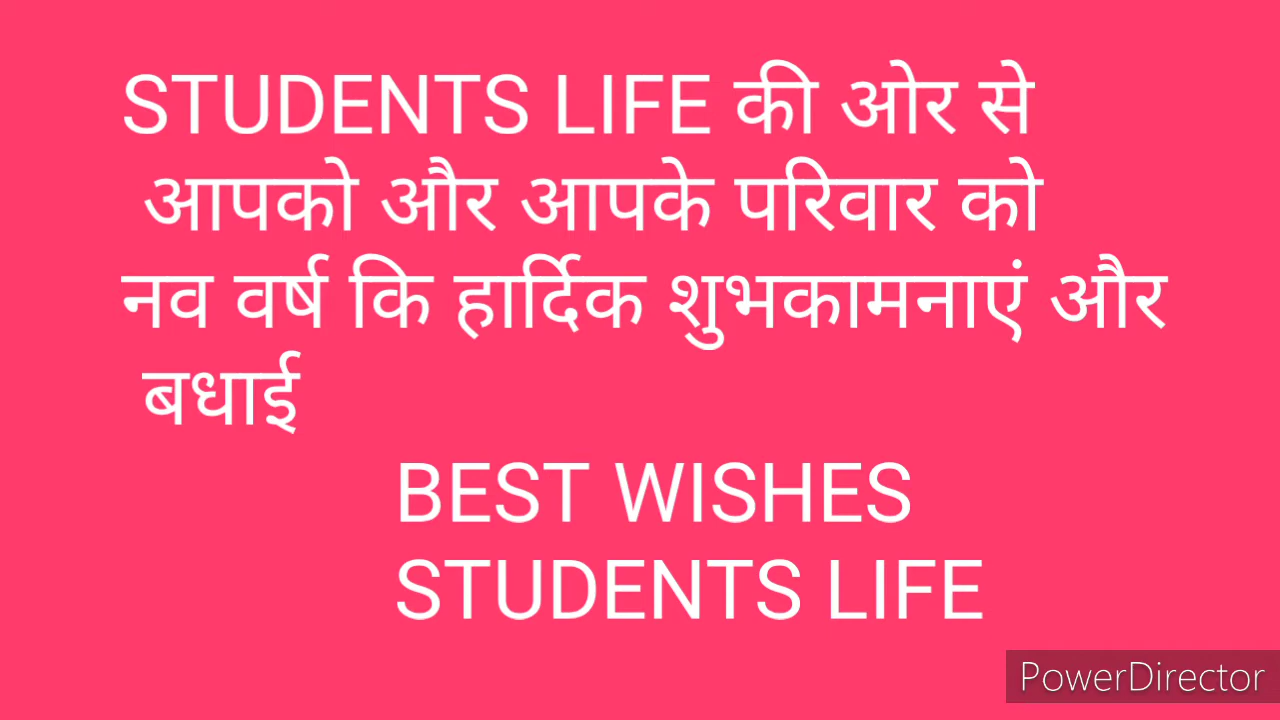 STUDENTS LIFE की ओर से
आपको और आपके परिवार को
नव वर्ष कि हार्दिक शुभकामनाएं और
बधाई
BEST WISHES
STUDENTS LIFE
PowerDirector